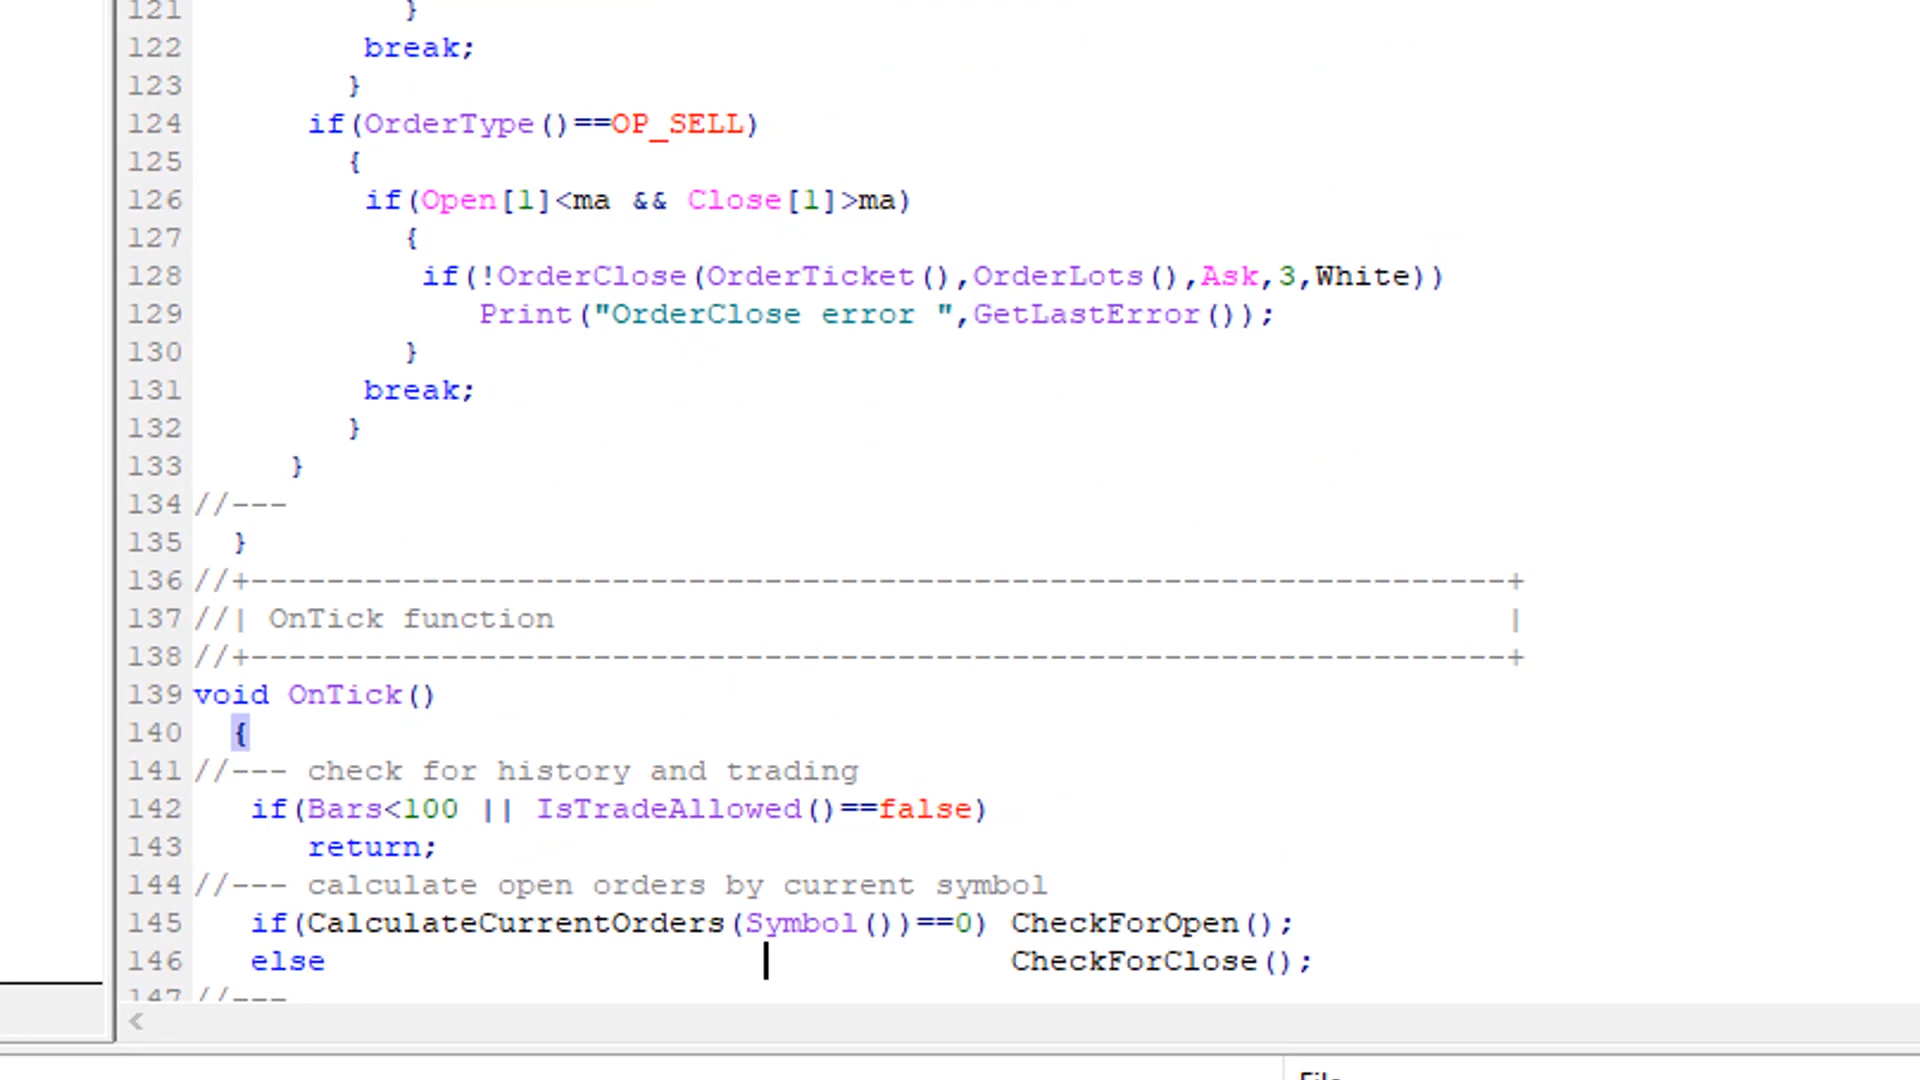 121 }
122 break;
123 }
124 if(OrderType()==OP_SELL)
125 {
126 if(Open[1]<ma && Close[1]>ma)
127 {
128 if(!OrderClose(OrderTicket(),OrderLots(),Ask,3,White))
129 Print("OrderClose error ",GetLastError());
130 }
131 break;
132 }
133 }
134 //---
135 }
136 //+------------------------------------------------------------------+
137 //| OnTick function |
138 //+------------------------------------------------------------------+
139 void OnTick()
140 {
141 //--- check for history and trading
142 if(Bars<100 || IsTradeAllowed()==false)
143 return;
144 //--- calculate open orders by current symbol
145 if(CalculateCurrentOrders(Symbol())==0) CheckForOpen();
146 else CheckForClose();
147 //---
File